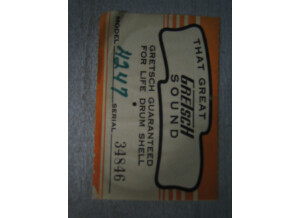 THAT GREAT
GRETSCH
SOUND
GRETSCH GUARANTEED
FOR LIFE DRUM SHELL
MODEL 4247 SERIAL 34846